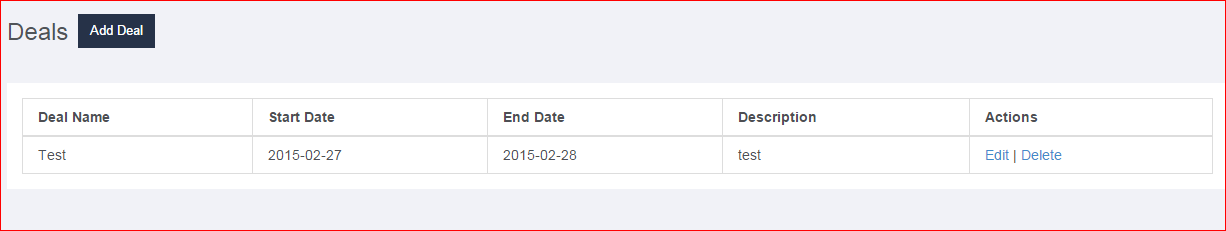 Deals Add Deal
Deal Name Start Date End Date Description Actions
Test 2015-02-27 2015-02-28 test Edit | Delete